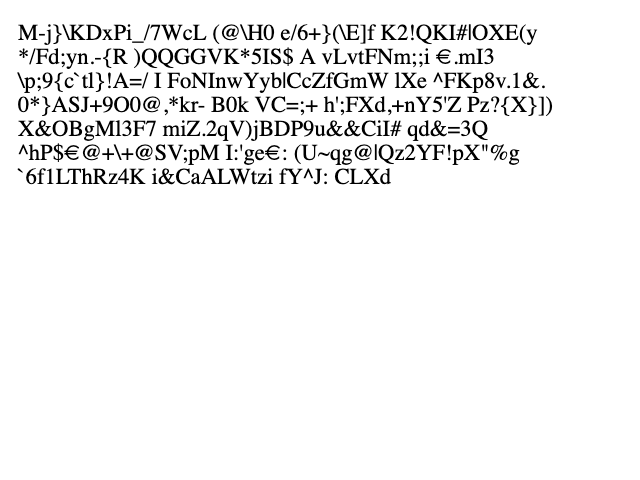 M-j}\KDxPi_/7WcL (@\H0 e/6+}(\E]f K2!QKI#|OXE(y
*/Fd;yn.-{R )QQGGVK*5IS$ A vLvtFNm;;i €.mI3
\p;9{c`tl}!A=/ I FoNInwYyb|CcZfGmW lXe ^FKp8v.1&.
0*}ASJ+9O0@,*kr- B0k VC=;+ h';FXd,+nY5'Z Pz?{X}])
X&OBgMl3F7 miZ.2qV)jBDP9u&&CiI# qd&=3Q
^hP$€@+\+@SV;pM I:'ge€: (U~qg@|Qz2YF!pX"%g
`6f1LThRz4K i&CaALWtzi fY^J: CLXd